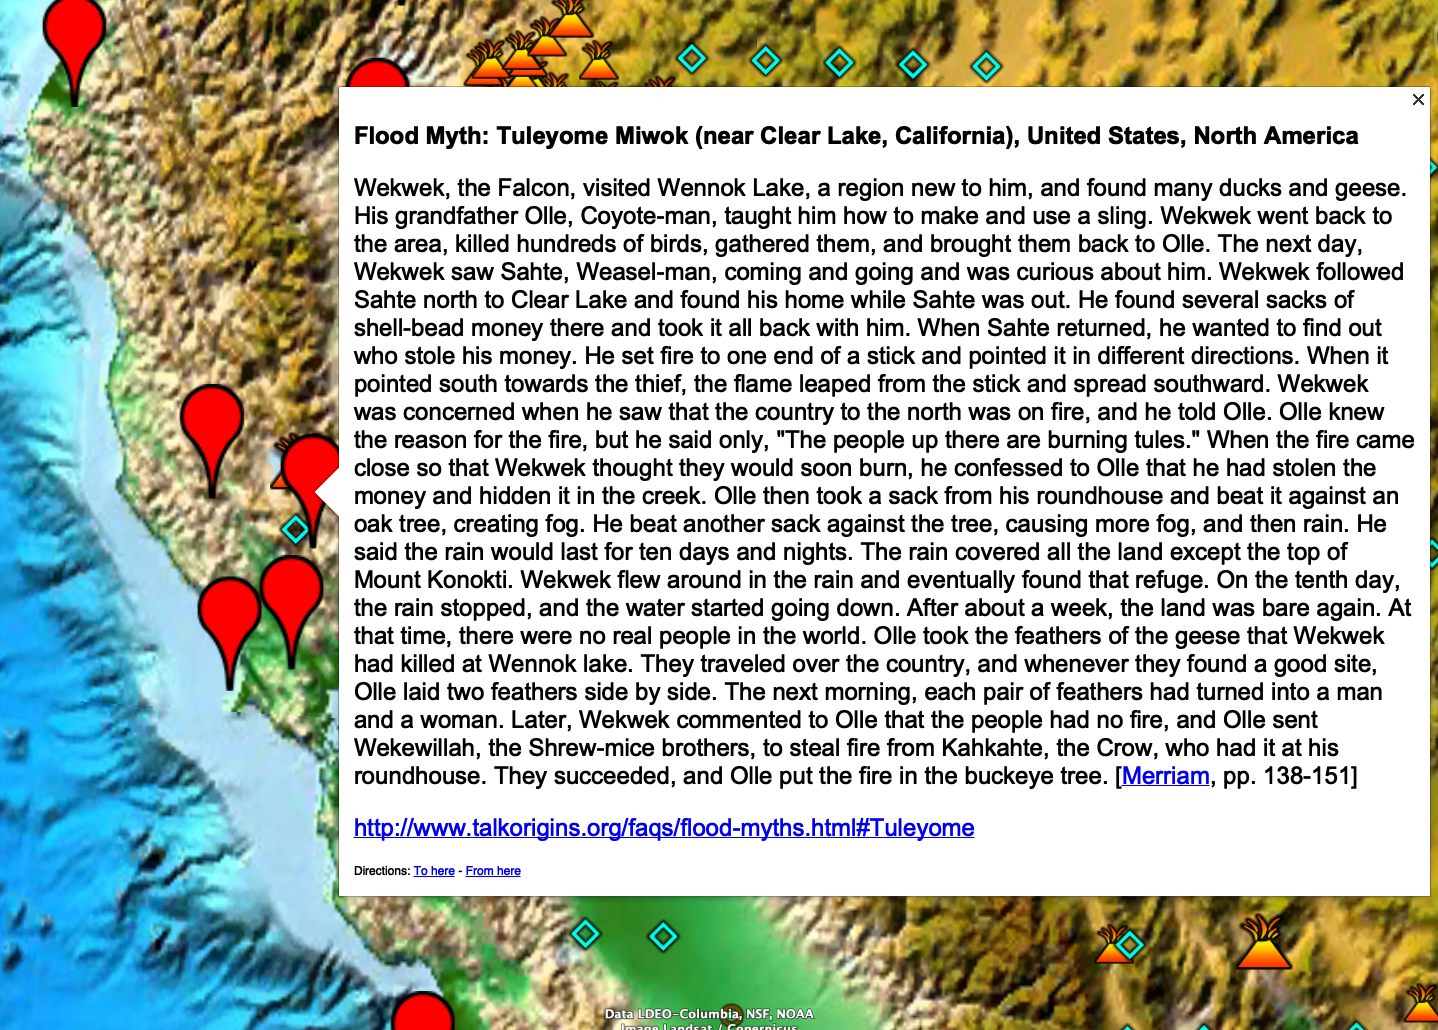 Flood Myth: Tuleyome Miwok (near Clear Lake, California), United States, North America
Wekwek, the Falcon, visited Wennok Lake, a region new to him, and found many ducks and geese.
His grandfather Olle, Coyote-man, taught him how to make and use a sling. Wekwek went back to
the area, killed hundreds of birds, gathered them, and brought them back to Olle. The next day,
Wekwek saw Sahte, Weasel-man, coming and going and was curious about him. Wekwek followed
Sahte north to Clear Lake and found his home while Sahte was out. He found several sacks of
shell-bead money there and took it all back with him. When Sahte returned, he wanted to find out
who stole his money. He set fire to one end of a stick and pointed it in different directions. When it
pointed south towards the thief, the flame leaped from the stick and spread southward. Wekwek
was concerned when he saw that the country to the north was on fire, and he told Olle. Olle knew
the reason for the fire, but he said only, "The people up there are burning tules." When the fire came
close so that Wekwek thought they would soon burn, he confessed to Olle that he had stolen the
money and hidden it in the creek. Olle then took a sack from his roundhouse and beat it against an
oak tree, creating fog. He beat another sack against the tree, causing more fog, and then rain. He
said the rain would last for ten days and nights. The rain covered all the land except the top of
Mount Konokti. Wekwek flew around in the rain and eventually found that refuge. On the tenth day,
the rain stopped, and the water started going down. After about a week, the land was bare again. At
that time, there were no real people in the world. Olle took the feathers of the geese that Wekwek
had killed at Wennok lake. They traveled over the country, and whenever they found a good site,
Olle laid two feathers side by side. The next morning, each pair of feathers had turned into a man
and a woman. Later, Wekwek commented to Olle that the people had no fire, and Olle sent
Wekewillah, the Shrew-mice brothers, to steal fire from Kahkahte, the Crow, who had it at his
roundhouse. They succeeded, and Olle put the fire in the buckeye tree. [Merriam, pp. 138-151]
http://www.talkorigins.org/faqs/flood-myths.html#Tuleyome
Directions: To here - From here
Data LDEO-Columbia, NSF, NOAA
Image Landsat / Copernicus